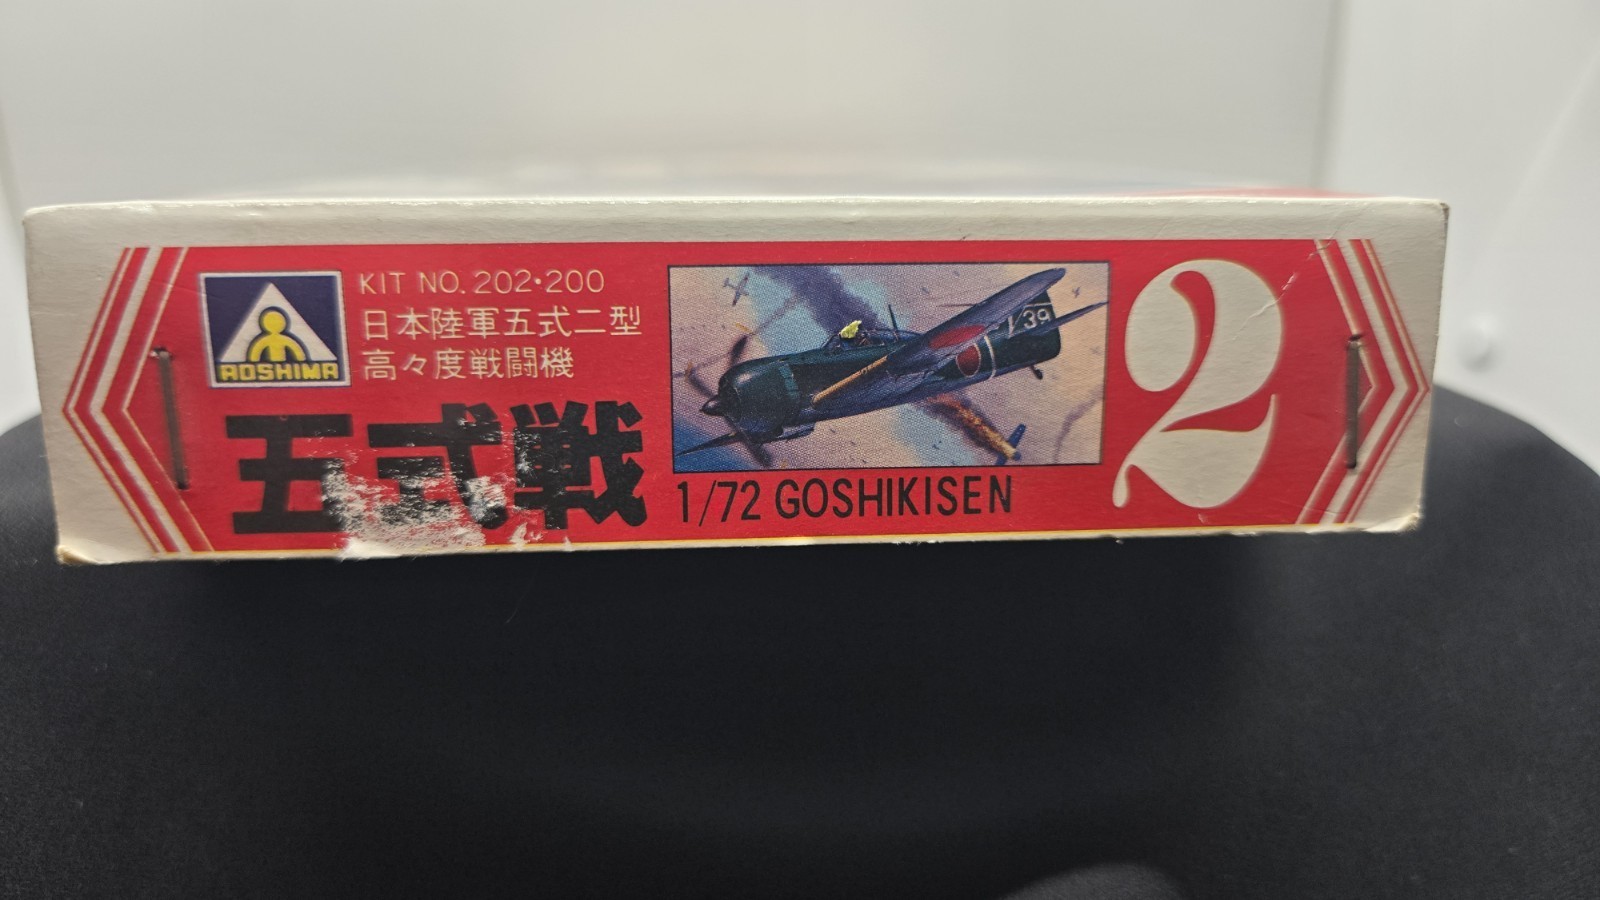 AOSHIMA
KIT NO. 202・200
日本陸軍五式二型
高々度戦闘機
五式戦
39
1/72 GOSHIKISEN
2